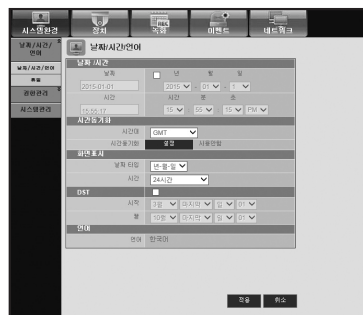 시스템환경 장치 녹화 이벤트 네트워크
날짜/시간/언어
날짜/시간/언어
휴일
권한관리
시스템관리
날짜/시간/언어
날짜/시간
날짜 년 월 일
2015-01-01 2015 - 01 - 1
시간 시간 분 초
15:55:17 15 : 55 : 15 PM
시간동기화
시간대 GMT
시간동기화 설정 사용안함
화면표시
날짜 타입 년-월-일
시간 24시간
DST
시작 3월 마지막 일 01
끝 10월 마지막 일 01
언어
언어 한국어
적용 취소